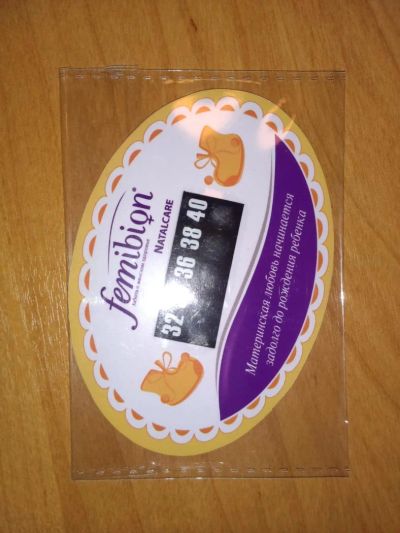 femibion®
NATALCARE
32 36 38 40
Материнская любовь начинается
задолго до рождения ребенка